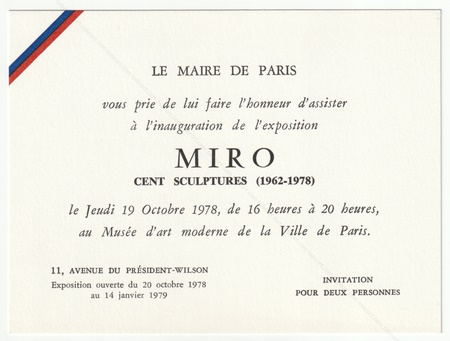 LE MAIRE DE PARIS
vous prie de lui faire l'honneur d'assister
à l'inauguration de l'exposition
MIRO
CENT SCULPTURES (1962-1978)
le Jeudi 19 Octobre 1978, de 16 heures à 20 heures,
au Musée d'art moderne de la Ville de Paris.
11, AVENUE DU PRÉSIDENT-WILSON
Exposition ouverte du 20 octobre 1978
au 14 janvier 1979
INVITATION
POUR DEUX PERSONNES